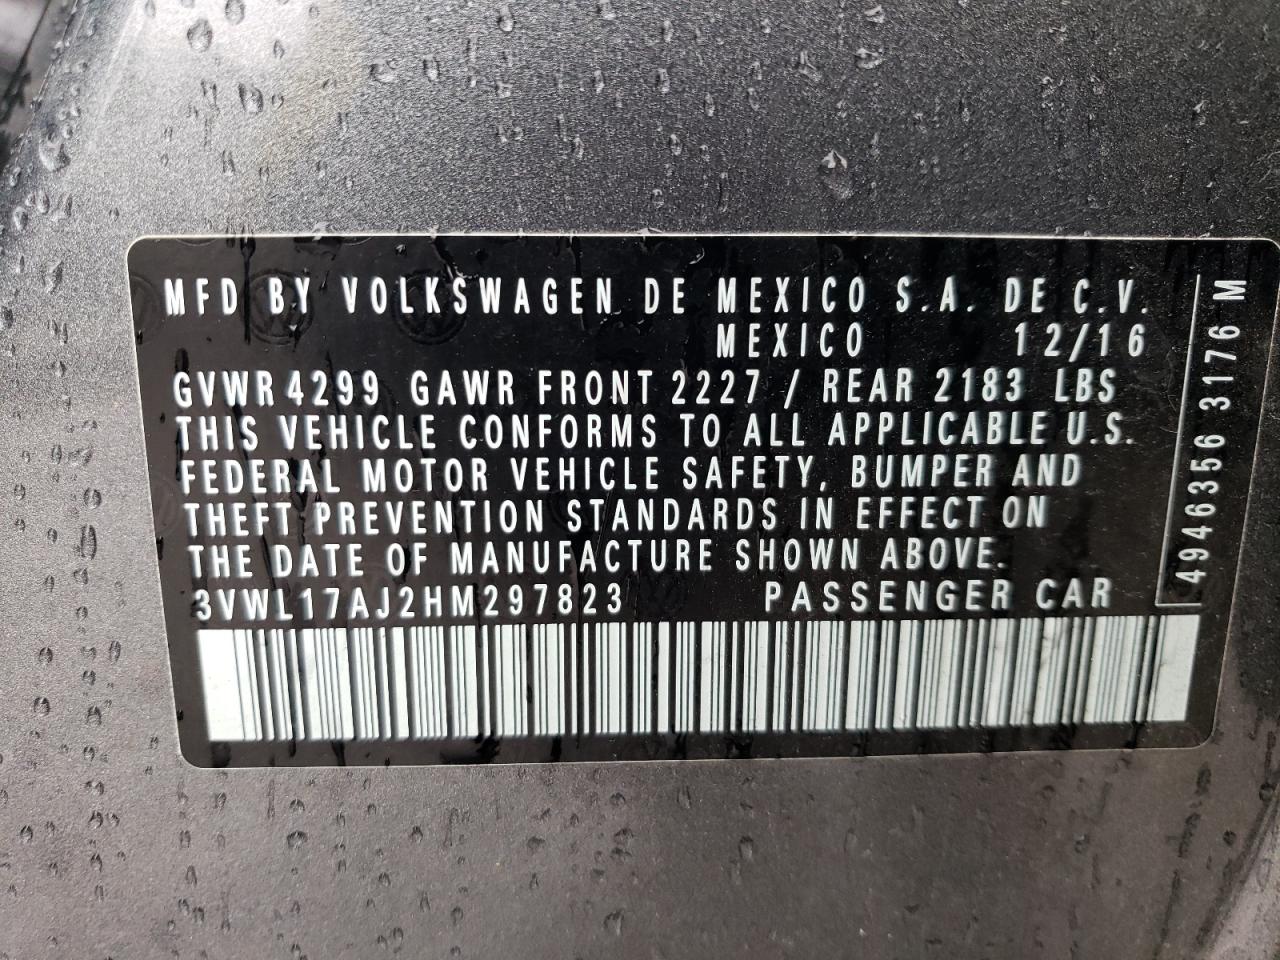 MFD BY VOLKSWAGEN DE MEXICO S.A. DE C.V.
MEXICO 12/16
GVWR 4299 GAWR FRONT 2227 / REAR 2183 LBS
THIS VEHICLE CONFORMS TO ALL APPLICABLE U.S.
FEDERAL MOTOR VEHICLE SAFETY, BUMPER AND
THEFT PREVENTION STANDARDS IN EFFECT ON
THE DATE OF MANUFACTURE SHOWN ABOVE.
3VWL17AJ2HM297823 PASSENGER CAR
4946356 3176 M